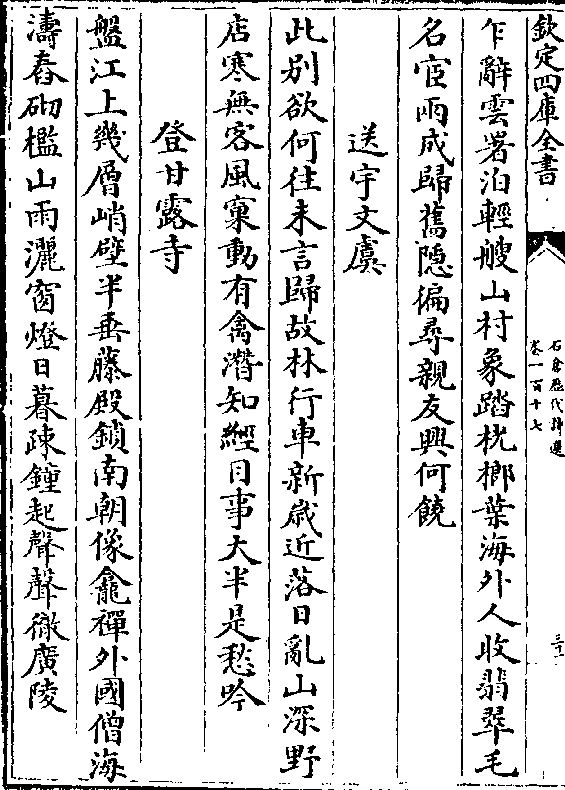 欽定四庫全書
石倉歷代詩選
卷一百十七
三十
乍辭雲署泊輕艘山村象踏桄榔葉海外人收翡翠毛
名宦兩成歸舊隠徧尋親友興何饒
送宇文虞
此别欲何往未言歸故林行車新歲近落日亂山深野
店寒無客風窠動有禽潛知經目事大半是愁吟
登甘露寺
盤江上幾層峭壁半垂藤殿鎖南朝像龕禪外國僧海
濤舂砌檻山雨灑窗燈日暮疎鐘起聲聲徹廣陵